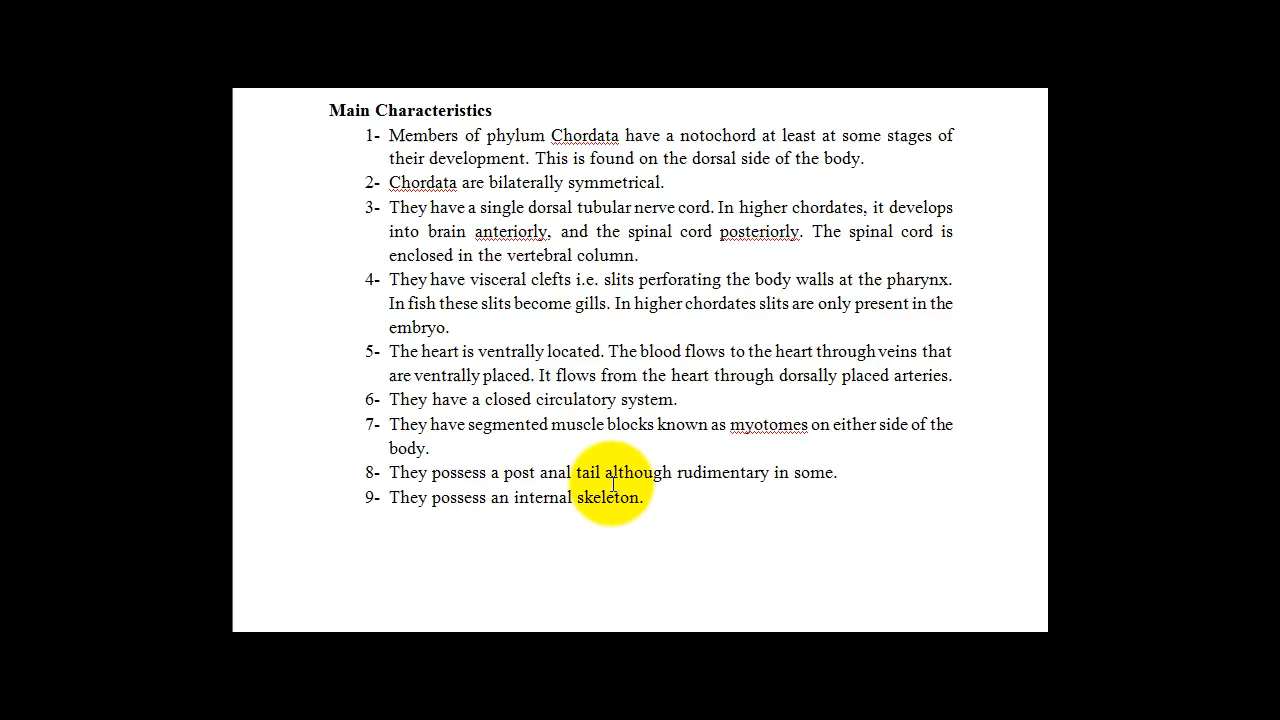 Main Characteristics
1- Members of phylum Chordata have a notochord at least at some stages of
their development. This is found on the dorsal side of the body.
2- Chordata are bilaterally symmetrical.
3- They have a single dorsal tubular nerve cord. In higher chordates, it develops
into brain anteriorly, and the spinal cord posteriorly. The spinal cord is
enclosed in the vertebral column.
4- They have visceral clefts i.e. slits perforating the body walls at the pharynx.
In fish these slits become gills. In higher chordates slits are only present in the
embryo.
5- The heart is ventrally located. The blood flows to the heart through veins that
are ventrally placed. It flows from the heart through dorsally placed arteries.
6- They have a closed circulatory system.
7- They have segmented muscle blocks known as myotomes on either side of the
body.
8- They possess a post anal tail although rudimentary in some.
9- They possess an internal skeleton.